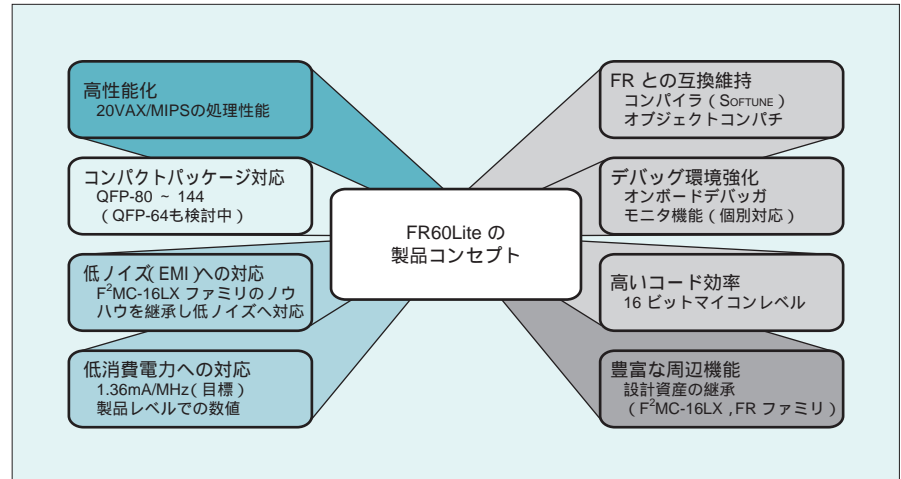 高性能化
20VAX/MIPSの処理性能
コンパクトパッケージ対応
QFP-80 ~ 144
(QFP-64も検討中)
低ノイズ(EMI)への対応
F²MC-16LX ファミリのノウ
ハウを継承し低ノイズへ対応
低消費電力への対応
1.36mA/MHz(目標)
製品レベルでの数値
FR60Lite の
製品コンセプト
FR との互換維持
コンパイラ(SOFTUNE)
オブジェクトコンパチ
デバッグ環境強化
オンボードデバッガ
モニタ機能(個別対応)
高いコード効率
16 ビットマイコンレベル
豊富な周辺機能
設計資産の継承
(F²MC-16LX , FR ファミリ)